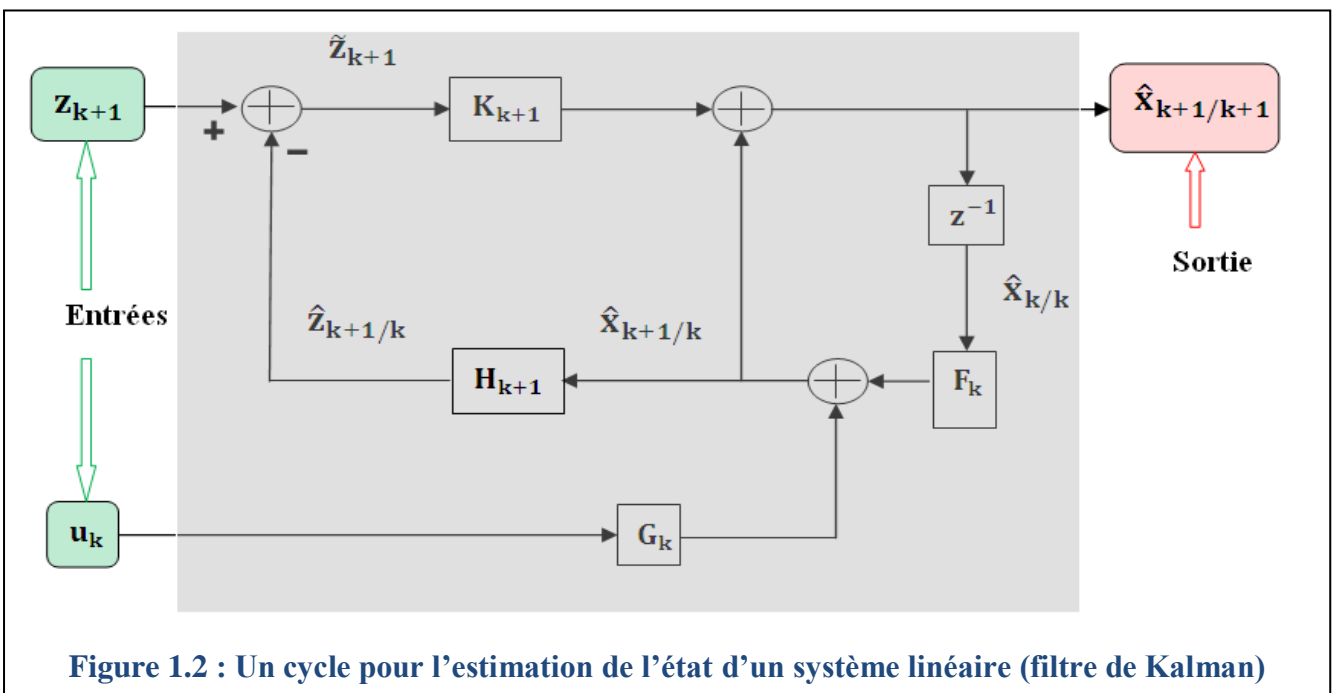 z̃ₖ₊₁
zₖ₊₁
+
−
Kₖ₊₁
x̂ₖ₊₁/ₖ₊₁
z⁻¹
Sortie
x̂ₖ/ₖ
Entrées
ẑₖ₊₁/ₖ
x̂ₖ₊₁/ₖ
Hₖ₊₁
Fₖ
uₖ
Gₖ
Figure 1.2 : Un cycle pour l’estimation de l’état d’un système linéaire (filtre de Kalman)